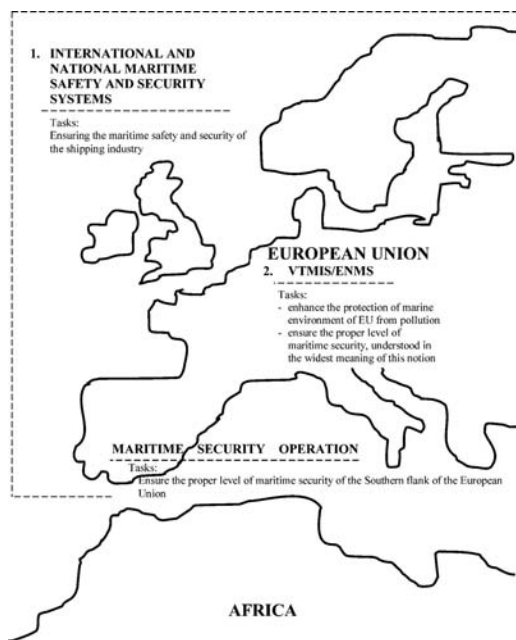 1. INTERNATIONAL AND
NATIONAL MARITIME
SAFETY AND SECURITY
SYSTEMS
Tasks:
Ensuring the maritime safety and security of
the shipping industry
EUROPEAN UNION
2. VTMIS/ENMS
Tasks:
- enhance the protection of marine
environment of EU from pollution
- ensure the proper level of
maritime security, understood in
the widest meaning of this notion
MARITIME SECURITY OPERATION
Tasks:
Ensure the proper level of maritime security of the Southern flank of the European
Union
AFRICA